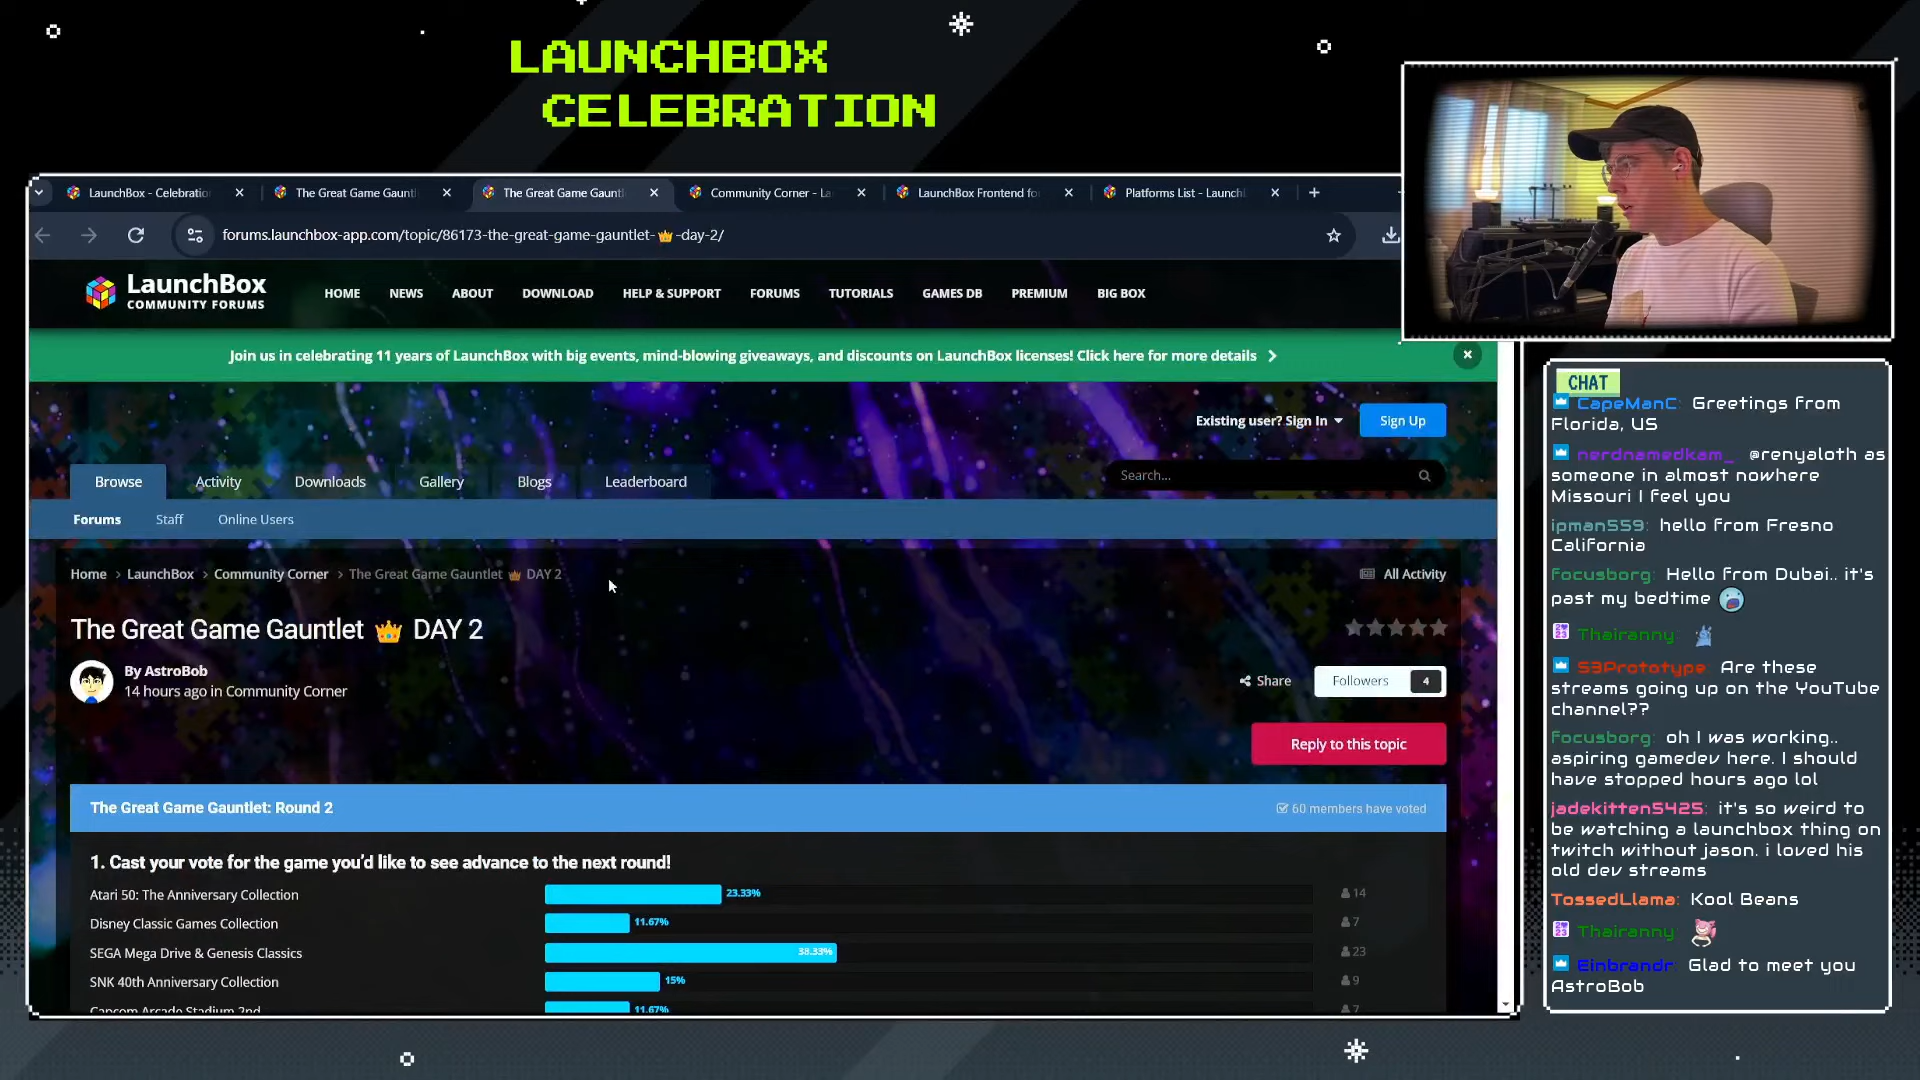 LAUNCHBOX
CELEBRATION
LaunchBox - Celebratio
The Great Game Gauntl
The Great Game Gauntl
Community Corner - La
LaunchBox Frontend fo
Platforms List - Launchl
forums.launchbox-app.com/topic/86173-the-great-game-gauntlet-👑-day-2/
LaunchBox
COMMUNITY FORUMS
HOME
NEWS
ABOUT
DOWNLOAD
HELP & SUPPORT
FORUMS
TUTORIALS
GAMES DB
PREMIUM
BIG BOX
Join us in celebrating 11 years of LaunchBox with big events, mind-blowing giveaways, and discounts on LaunchBox licenses! Click here for more details
Existing user? Sign In
Sign Up
Browse
Activity
Downloads
Gallery
Blogs
Leaderboard
Search...
Forums
Staff
Online Users
Home > LaunchBox > Community Corner > The Great Game Gauntlet 👑 DAY 2
All Activity
The Great Game Gauntlet 👑 DAY 2
By AstroBob
14 hours ago in Community Corner
Share
Followers
4
Reply to this topic
The Great Game Gauntlet: Round 2
60 members have voted
1. Cast your vote for the game you'd like to see advance to the next round!
Atari 50: The Anniversary Collection
23.33%
14
Disney Classic Games Collection
11.67%
7
SEGA Mega Drive & Genesis Classics
38.33%
23
SNK 40th Anniversary Collection
15%
9
Capcom Arcade Stadium 2nd
11.67%
7
CHAT
CapeManC: Greetings from
Florida, US
nerdnamedkam_ @renyaloth as
someone in almost nowhere
Missouri I feel you
ipman559: hello from Fresno
California
Focusborg: Hello from Dubai.. it's
past my bedtime
Thairanny:
S3Prototype: Are these
streams going up on the YouTube
channel??
Focusborg: oh I was working..
aspiring gamedev here. I should
have stopped hours ago lol
jadekitten5425: it's so weird to
be watching a launchbox thing on
twitch without jason. i loved his
old dev streams
TossedLlama: Kool Beans
Thairanny:
Einbrandr: Glad to meet you
AstroBob